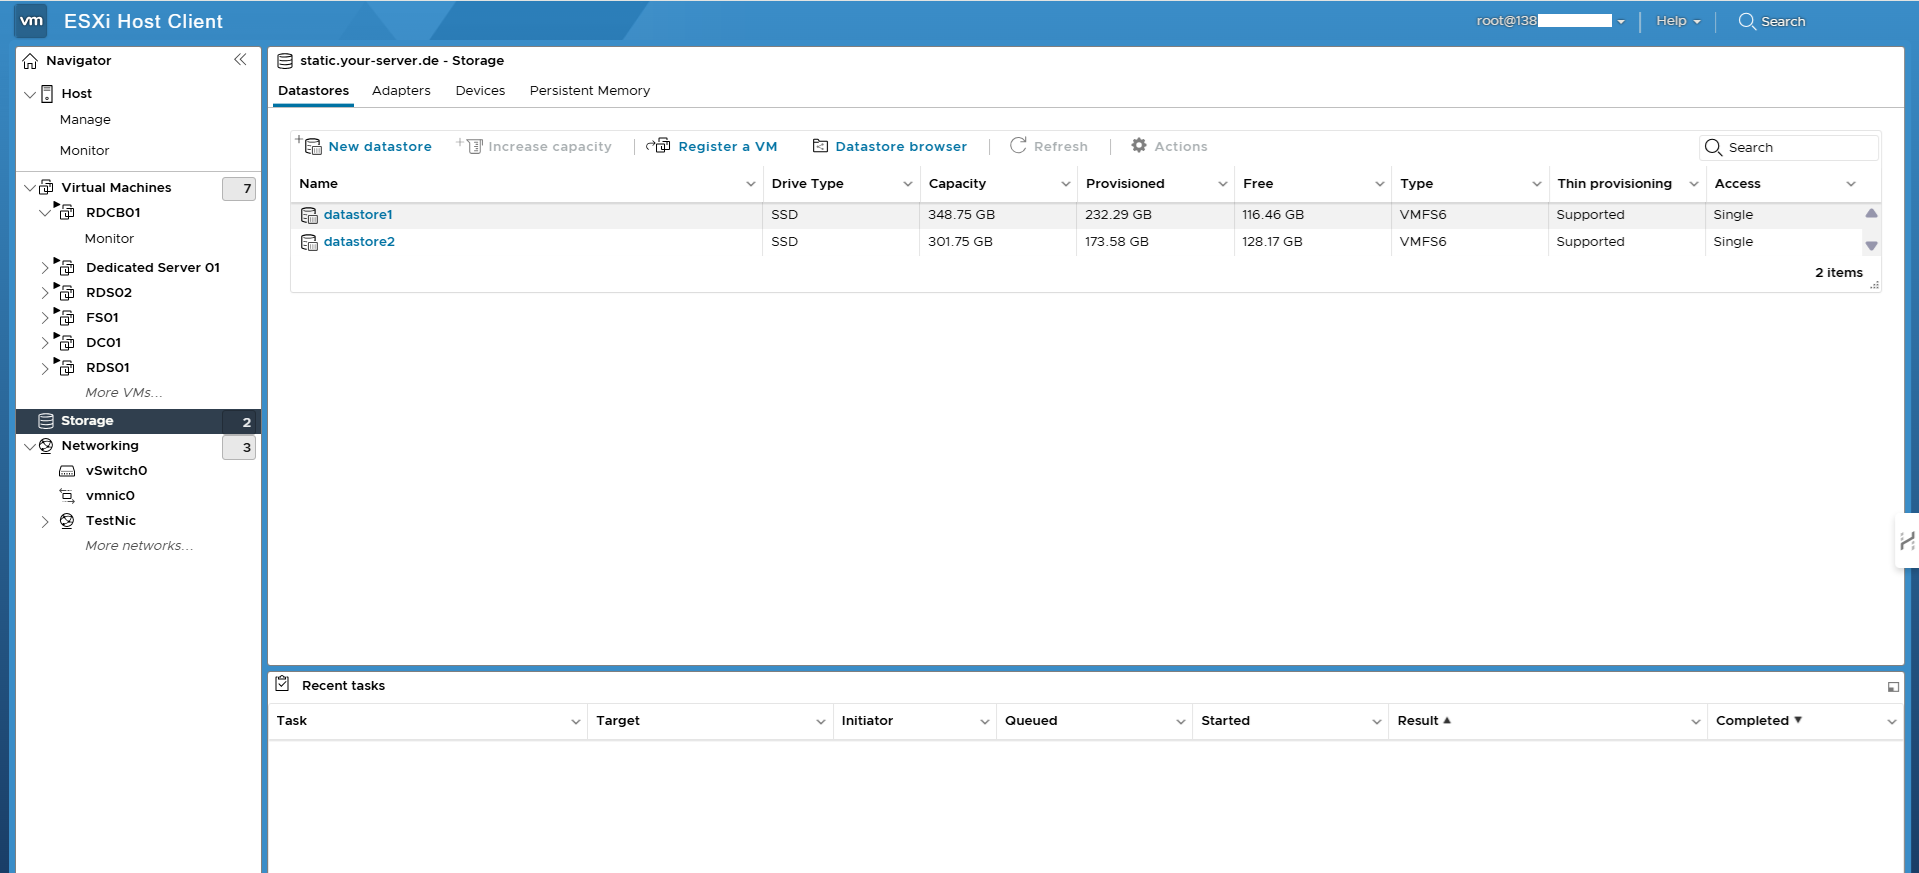 vm ESXi Host Client root@138 Help Search
Navigator
Host
Manage
Monitor
Virtual Machines 7
RDCB01
Monitor
Dedicated Server 01
RDS02
FS01
DC01
RDS01
More VMs...
Storage 2
Networking 3
vSwitch0
vmnic0
TestNic
More networks...
static.your-server.de - Storage
Datastores Adapters Devices Persistent Memory
New datastore Increase capacity Register a VM Datastore browser Refresh Actions Search
Name Drive Type Capacity Provisioned Free Type Thin provisioning Access
datastore1 SSD 348.75 GB 232.29 GB 116.46 GB VMFS6 Supported Single
datastore2 SSD 301.75 GB 173.58 GB 128.17 GB VMFS6 Supported Single
2 items
Recent tasks
Task Target Initiator Queued Started Result ▲ Completed ▼